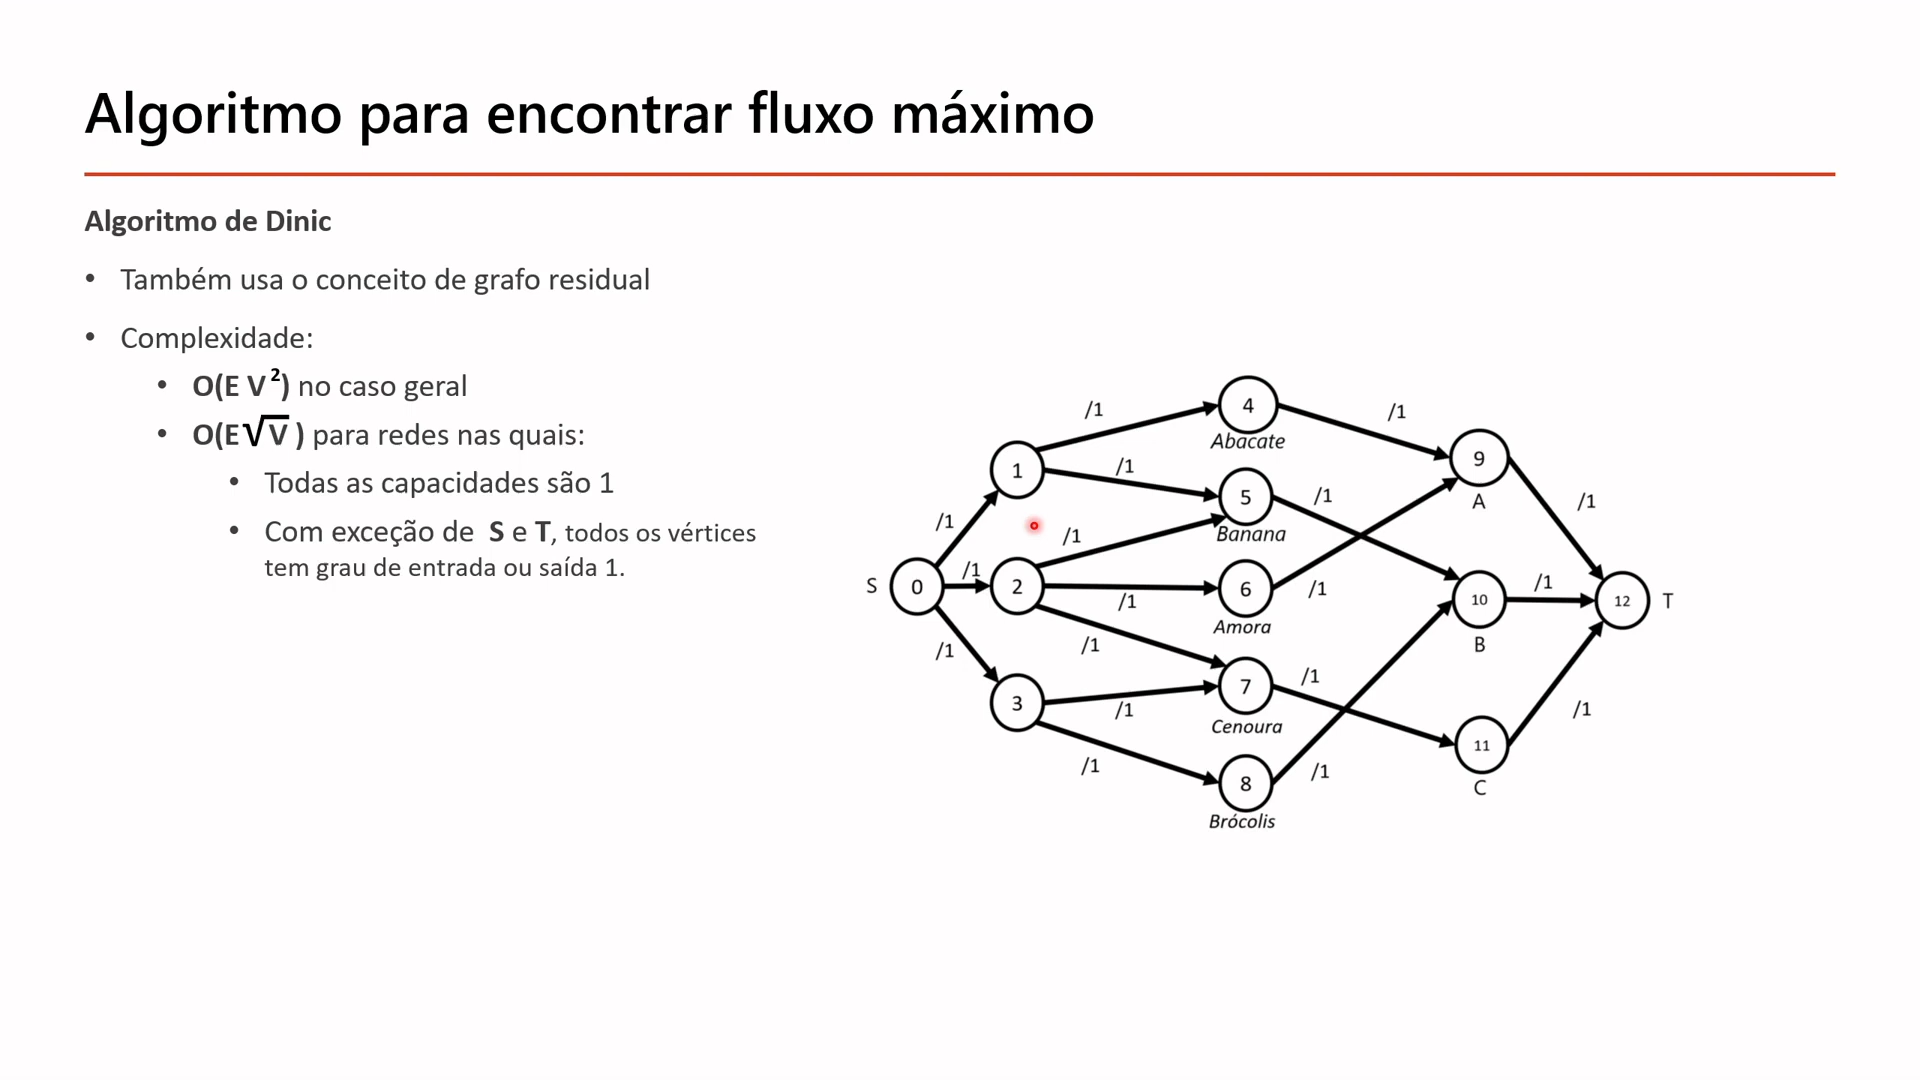 Algoritmo para encontrar fluxo máximo
Algoritmo de Dinic
• Também usa o conceito de grafo residual
• Complexidade:
• O(E V²) no caso geral
• O(E√V ) para redes nas quais:
• Todas as capacidades são 1
• Com exceção de S e T, todos os vértices
tem grau de entrada ou saída 1.
/1
4
/1
Abacate
9
A
1
/1
5
/1
/1
/1
/1
Banana
S
0
/1
2
/1
6
/1
10
/1
12
T
Amora
B
/1
/1
7
/1
3
/1
Cenoura
/1
11
C
/1
8
/1
Brócolis